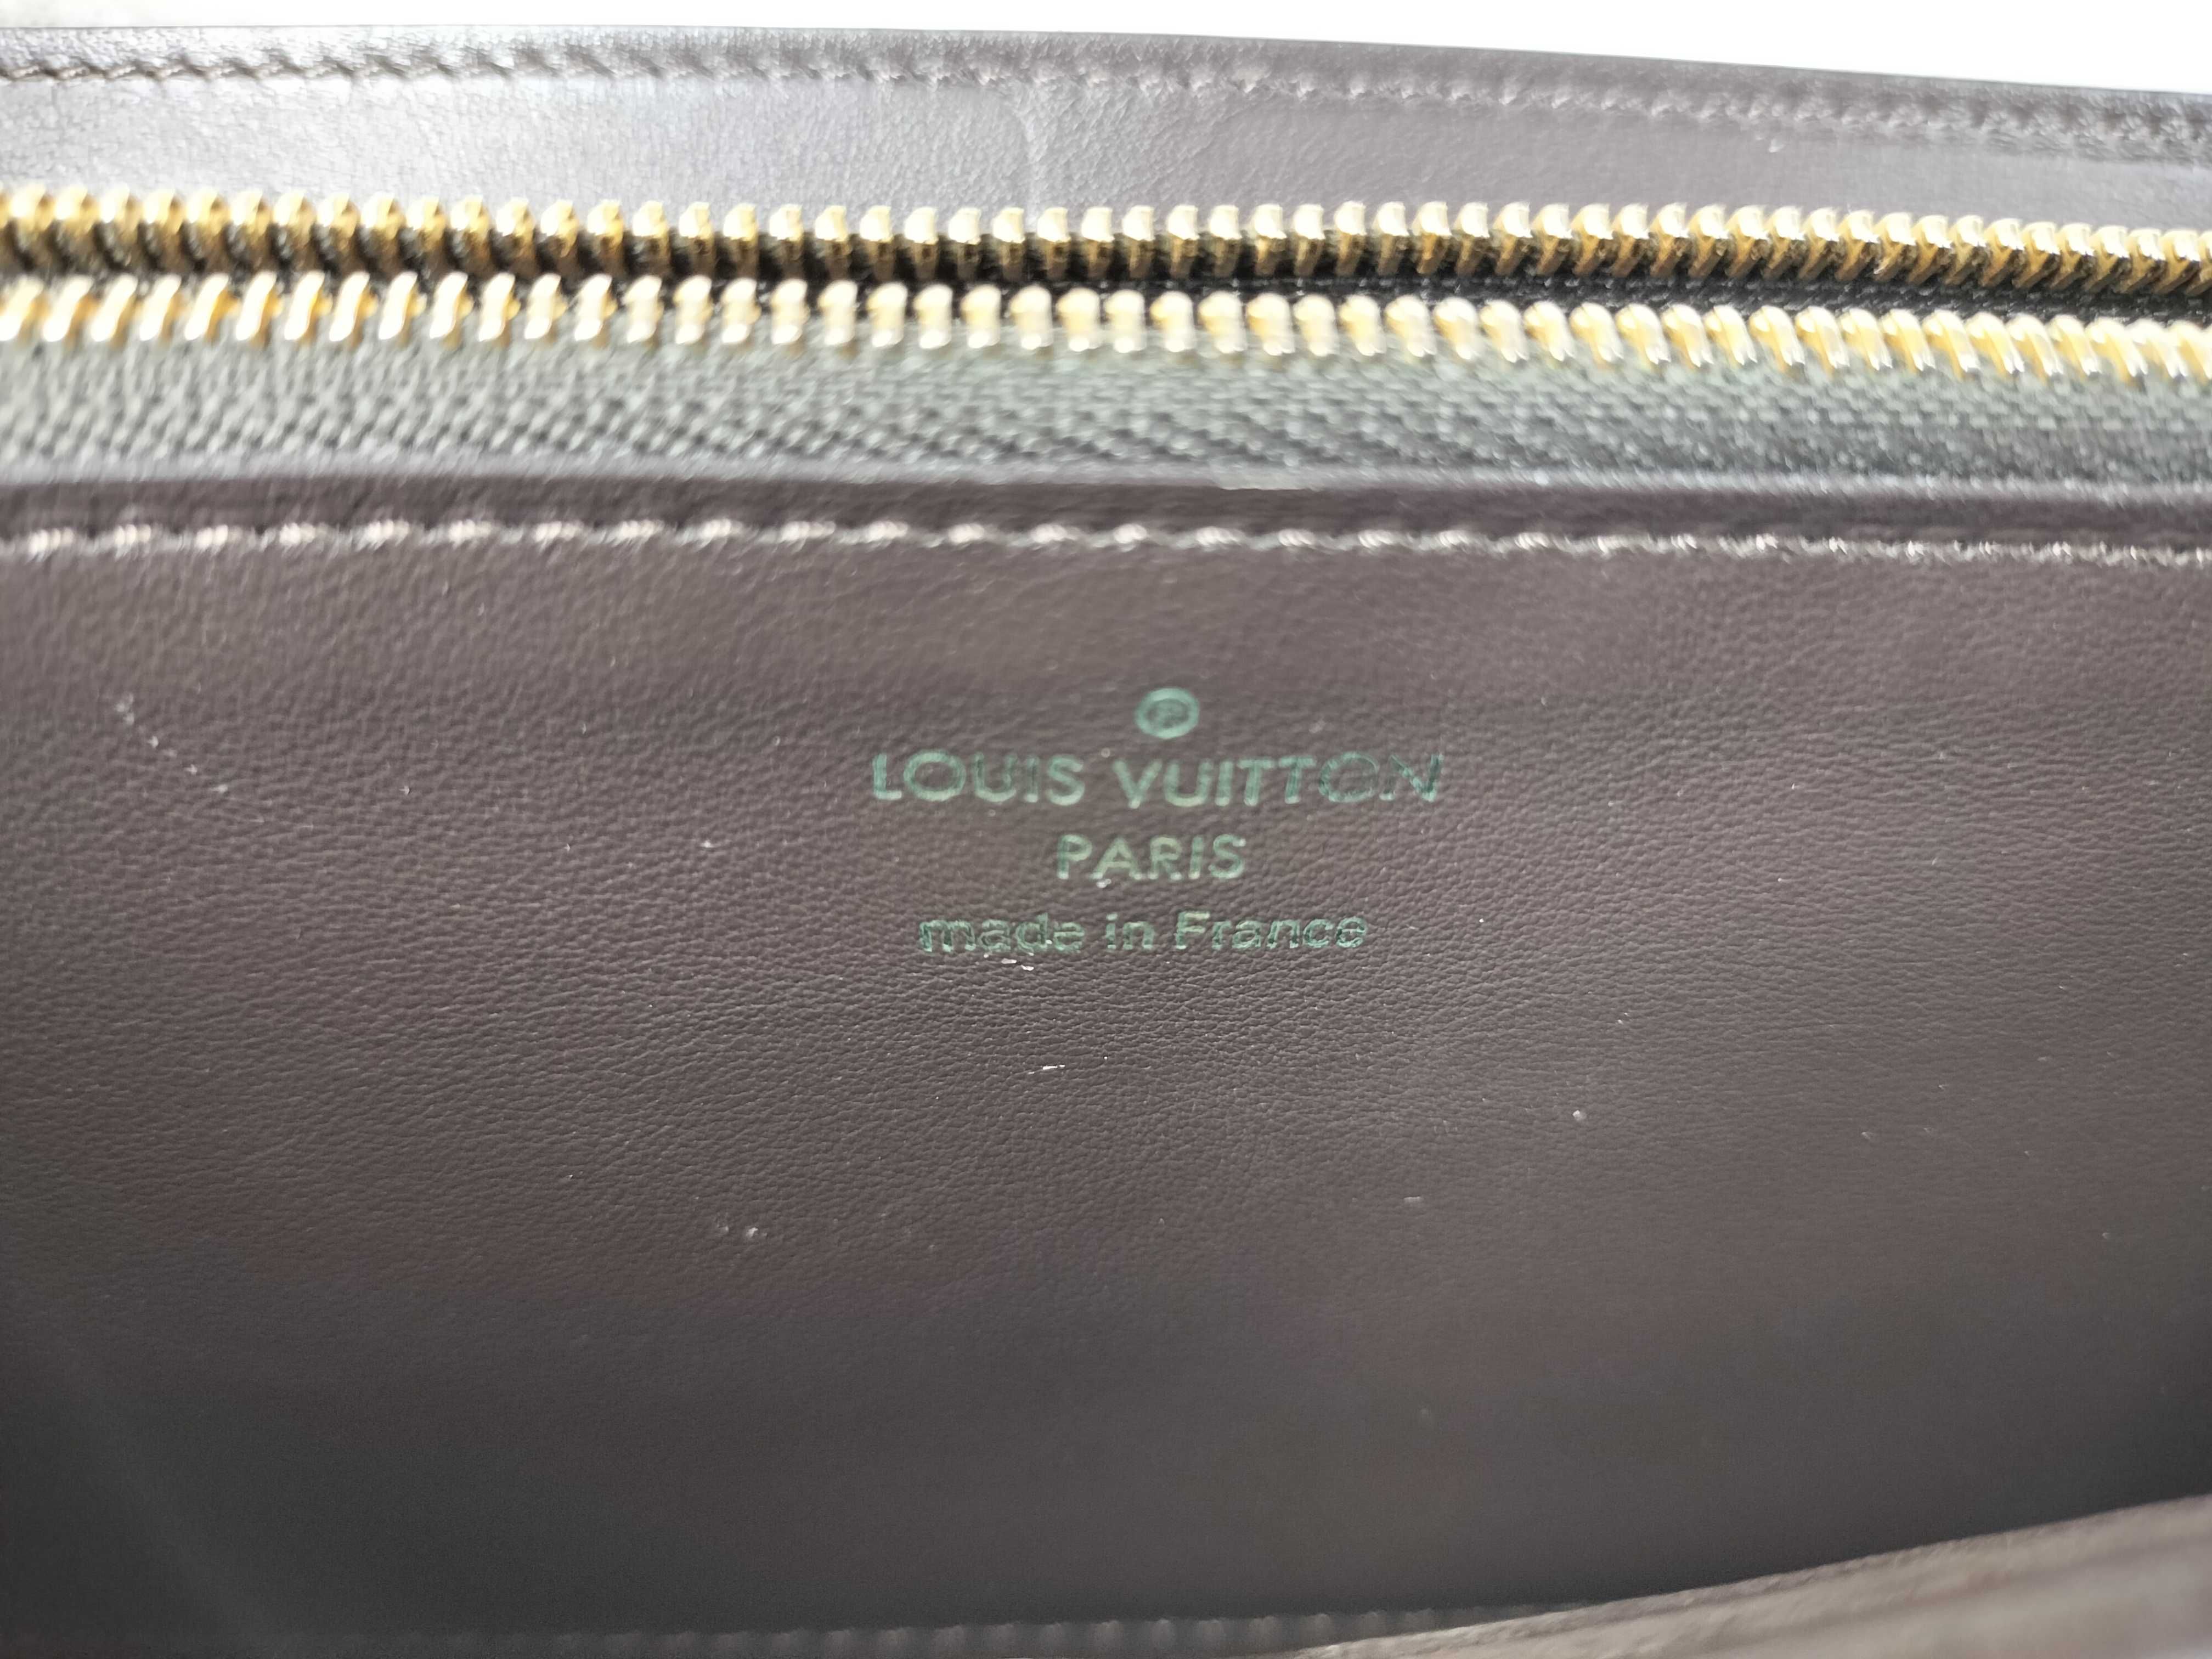 ®
LOUIS VUITTON
PARIS
made in France